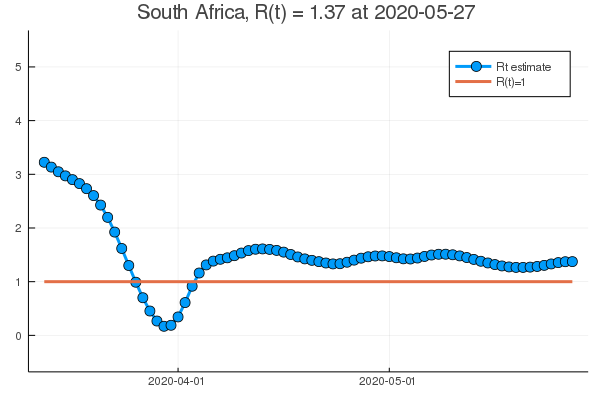 South Africa, R(t) = 1.37 at 2020-05-27
5
Rt estimate
R(t)=1
4
3
2
1
0
2020-04-01
2020-05-01